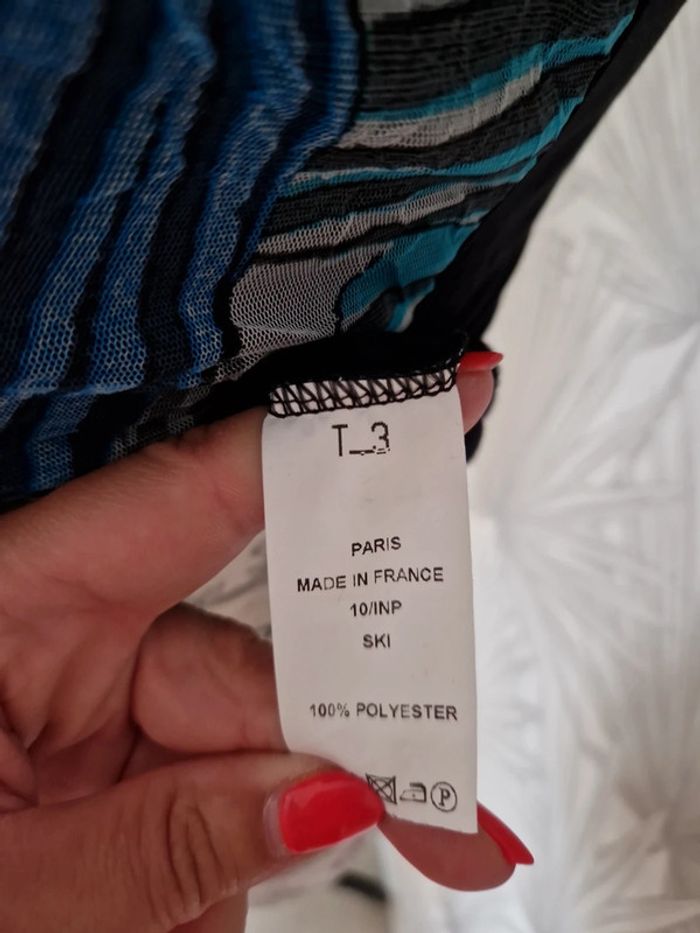 T_3
PARIS
MADE IN FRANCE
10/INP
SKI
100% POLYESTER
P